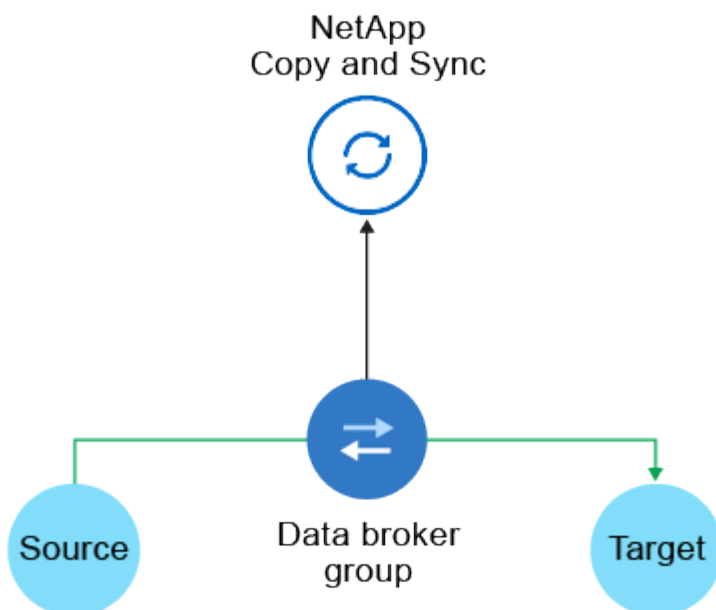 NetApp
Copy and Sync
Source
Data broker
group
Target